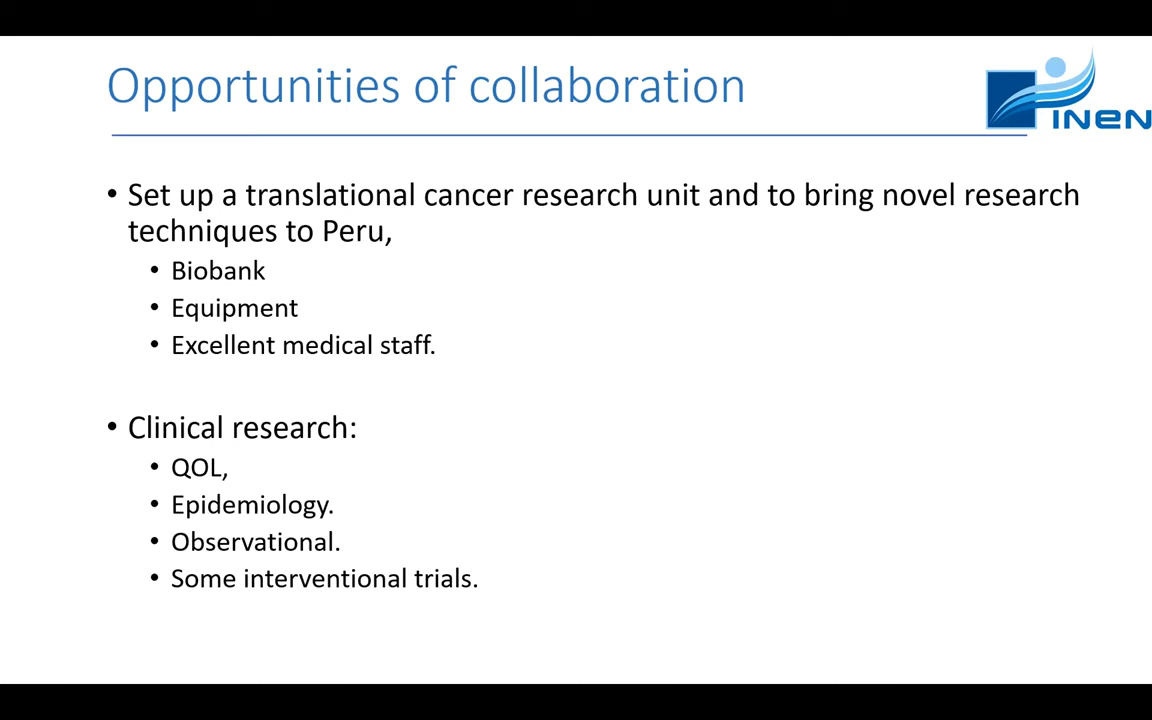 Opportunities of collaboration
INEN
• Set up a translational cancer research unit and to bring novel research
techniques to Peru,
• Biobank
• Equipment
• Excellent medical staff.
• Clinical research:
• QOL,
• Epidemiology.
• Observational.
• Some interventional trials.